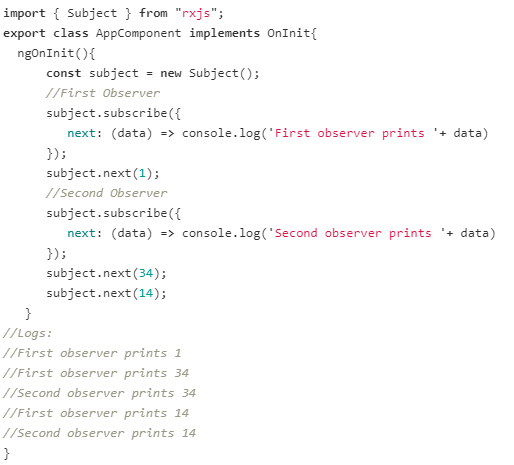 import { Subject } from "rxjs";
export class AppComponent implements OnInit{
  ngOnInit(){
      const subject = new Subject();
      //First Observer
      subject.subscribe({
         next: (data) => console.log('First observer prints '+ data)
      });
      subject.next(1);
      //Second Observer
      subject.subscribe({
         next: (data) => console.log('Second observer prints '+ data)
      });
      subject.next(34);
      subject.next(14);
   }
//Logs:
//First observer prints 1
//First observer prints 34
//Second observer prints 34
//First observer prints 14
//Second observer prints 14
}